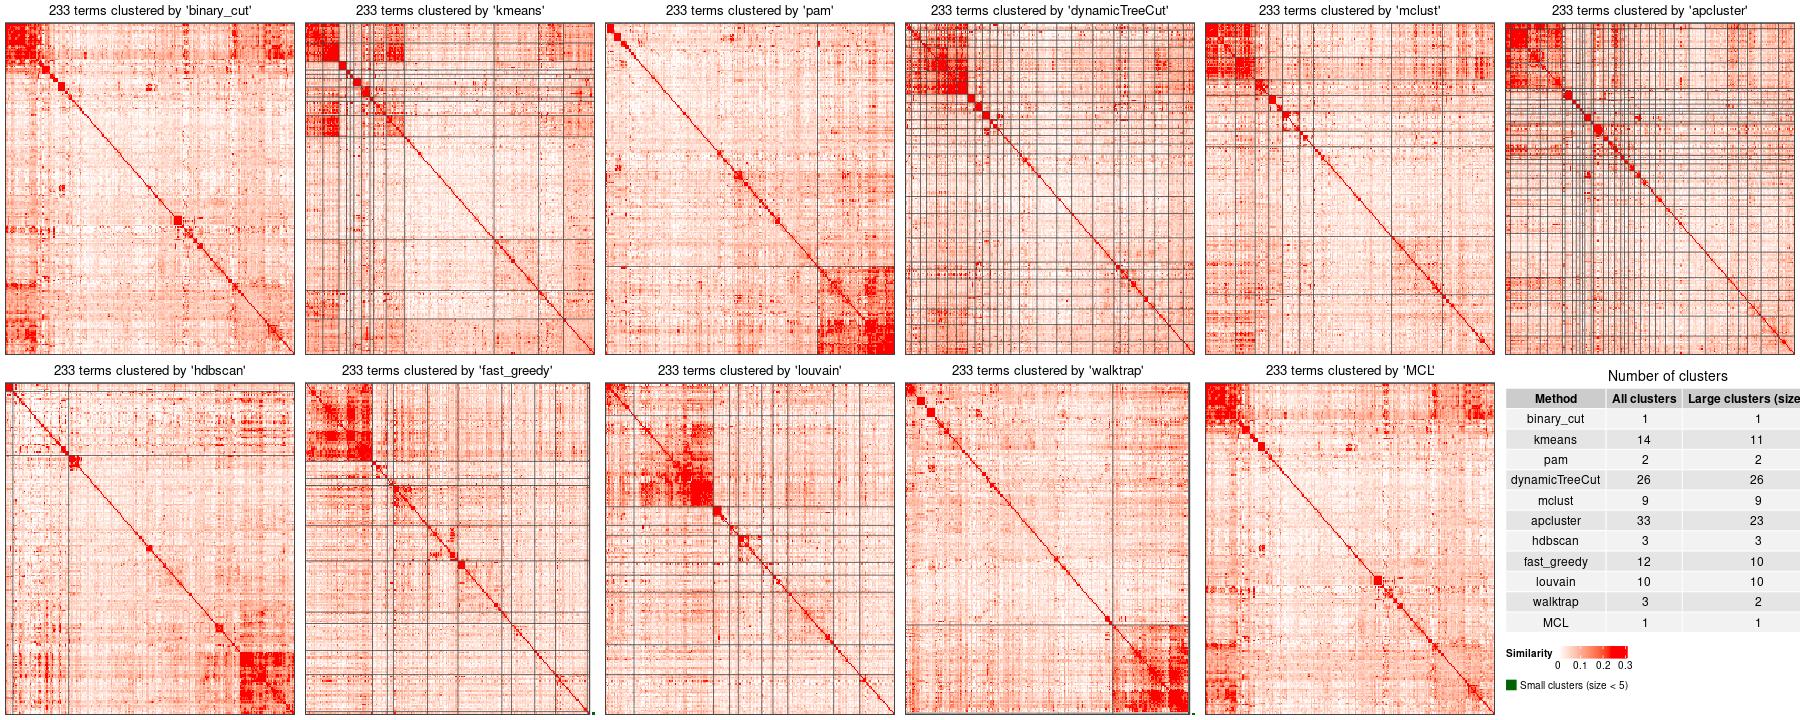 233 terms clustered by 'binary_cut'
233 terms clustered by 'kmeans'
233 terms clustered by 'pam'
233 terms clustered by 'dynamicTreeCut'
233 terms clustered by 'mclust'
233 terms clustered by 'apcluster'
233 terms clustered by 'hdbscan'
233 terms clustered by 'fast_greedy'
233 terms clustered by 'louvain'
233 terms clustered by 'walktrap'
233 terms clustered by 'MCL'
Number of clusters
Method All clusters Large clusters (size
binary_cut 1 1
kmeans 14 11
pam 2 2
dynamicTreeCut 26 26
mclust 9 9
apcluster 33 23
hdbscan 3 3
fast_greedy 12 10
louvain 10 10
walktrap 3 2
MCL 1 1
Similarity
0 0.1 0.2 0.3
Small clusters (size < 5)